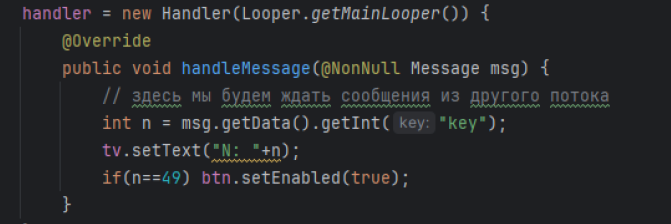 handler = new Handler(Looper.getMainLooper()) {
@Override
public void handleMessage(@NonNull Message msg) {
// здесь мы будем ждать сообщения из другого потока
int n = msg.getData().getInt( key: "key");
tv.setText("N: "+n);
if(n==49) btn.setEnabled(true);
}